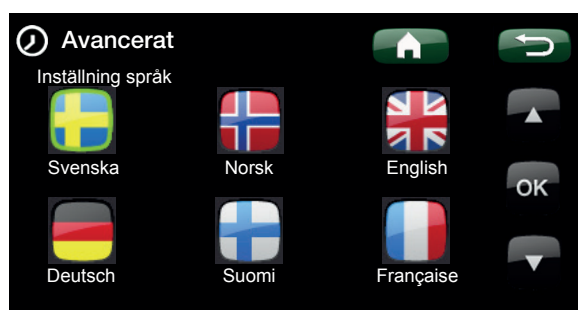 Avancerat
Inställning språk
Svenska Norsk English
OK
Deutsch Suomi Française